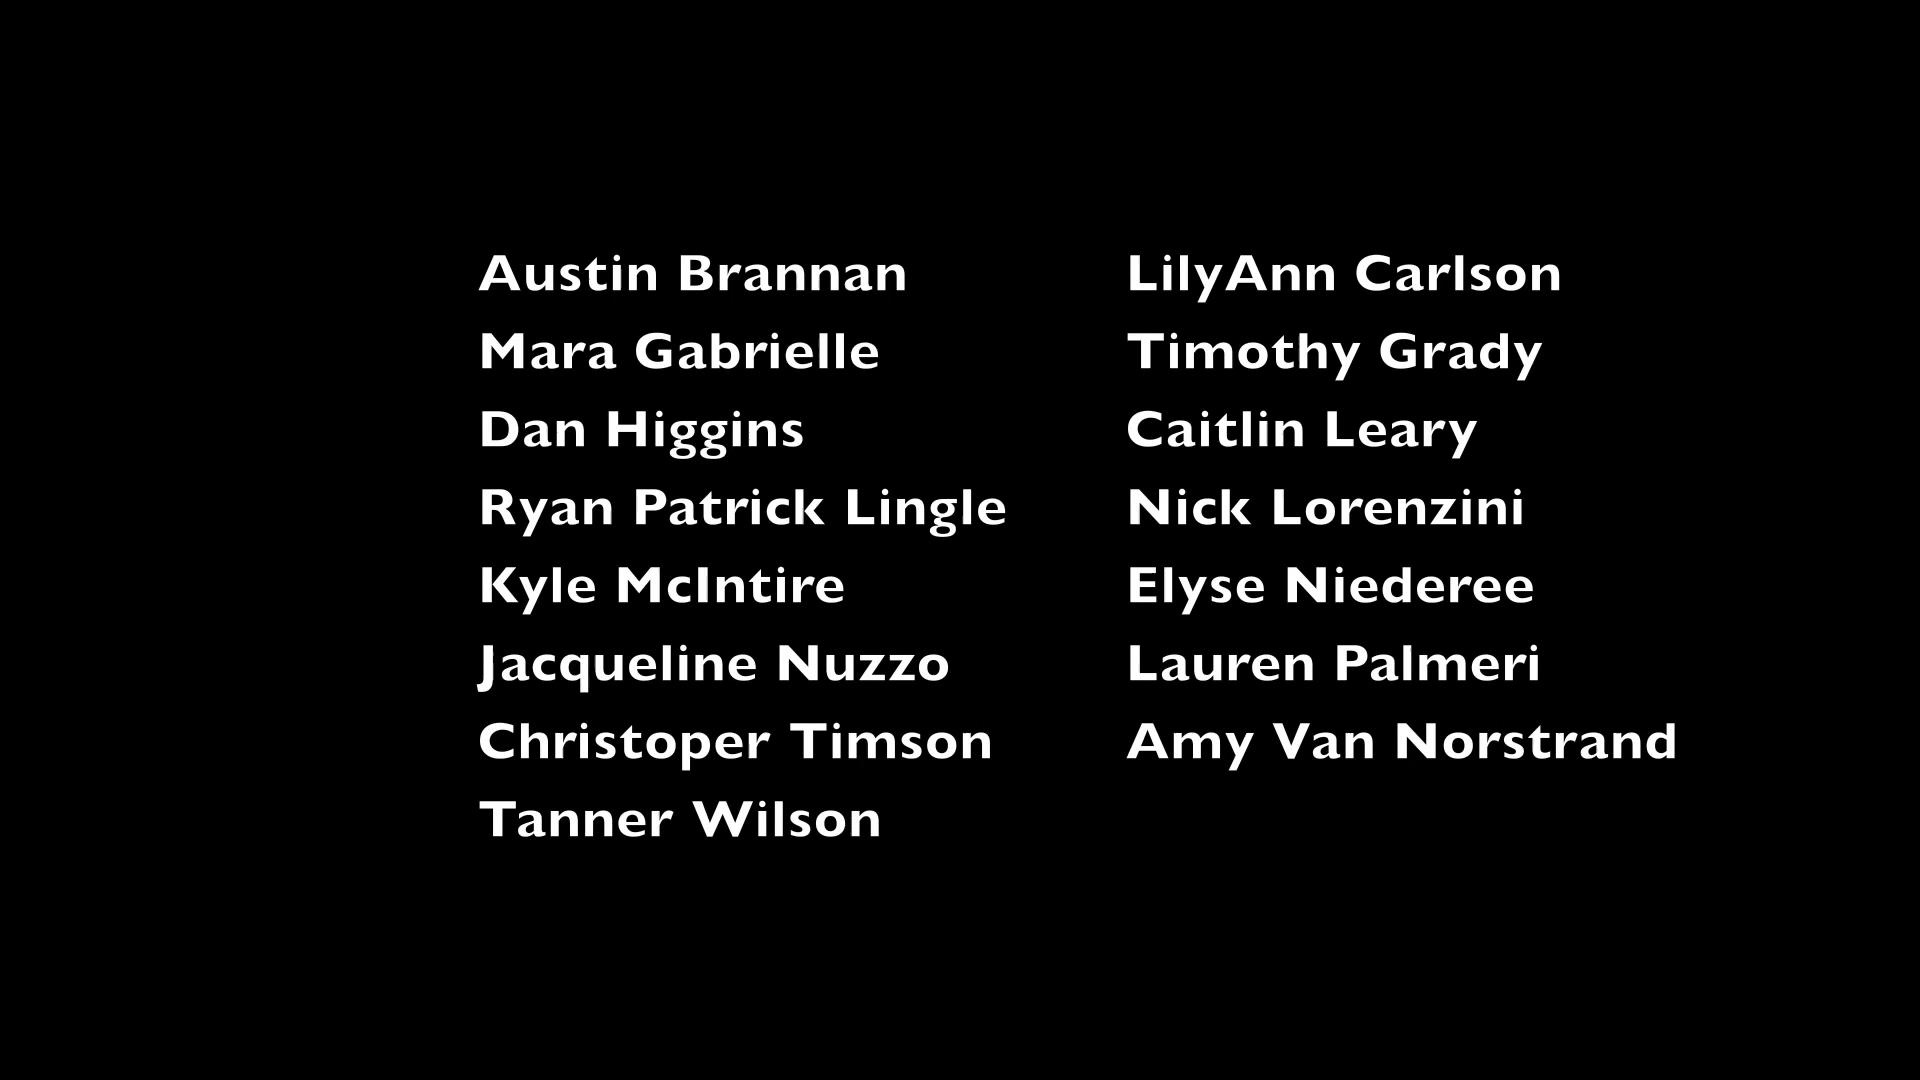 Austin Brannan
LilyAnn Carlson
Mara Gabrielle
Timothy Grady
Dan Higgins
Caitlin Leary
Ryan Patrick Lingle
Nick Lorenzini
Kyle McIntire
Elyse Niederee
Jacqueline Nuzzo
Lauren Palmeri
Christoper Timson
Amy Van Norstrand
Tanner Wilson